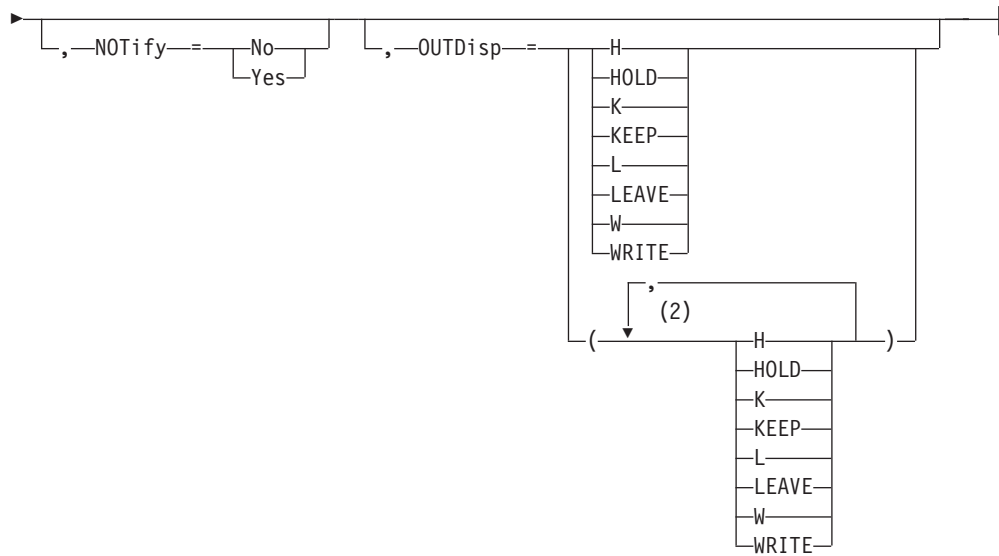 , NOTify = No , OUTDisp = H
Yes HOLD
K
KEEP
L
LEAVE
W
WRITE
,
(2)
( H )
HOLD
K
KEEP
L
LEAVE
W
WRITE